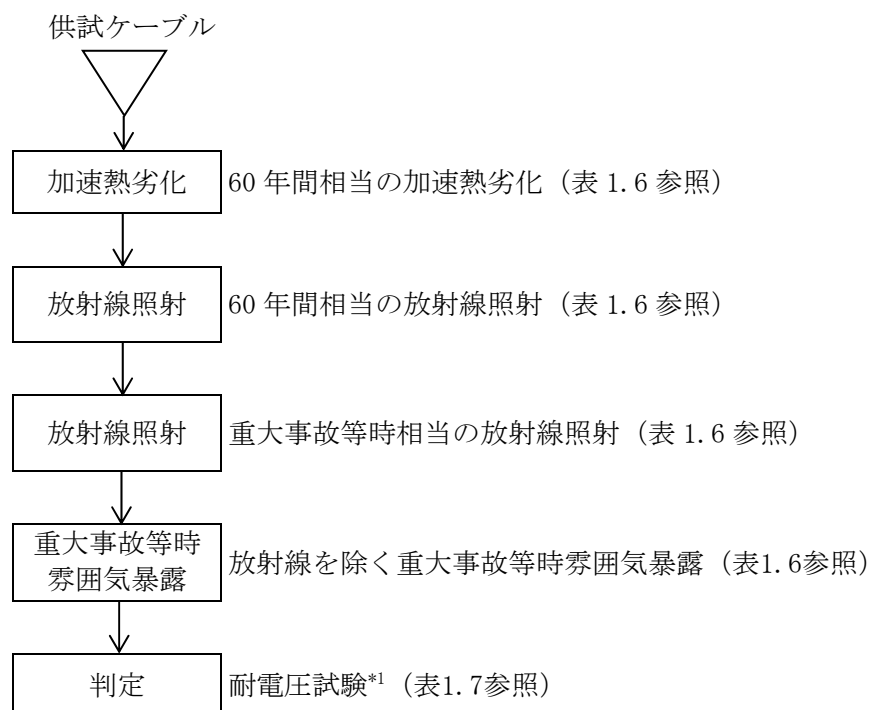 供試ケーブル
加速熱劣化 60 年間相当の加速熱劣化（表 1.6 参照）
放射線照射 60 年間相当の放射線照射（表 1.6 参照）
放射線照射 重大事故等時相当の放射線照射（表 1.6 参照）
重大事故等時
雰囲気暴露 放射線を除く重大事故等時雰囲気暴露（表1.6参照）
判定 耐電圧試験*1（表1.7参照）